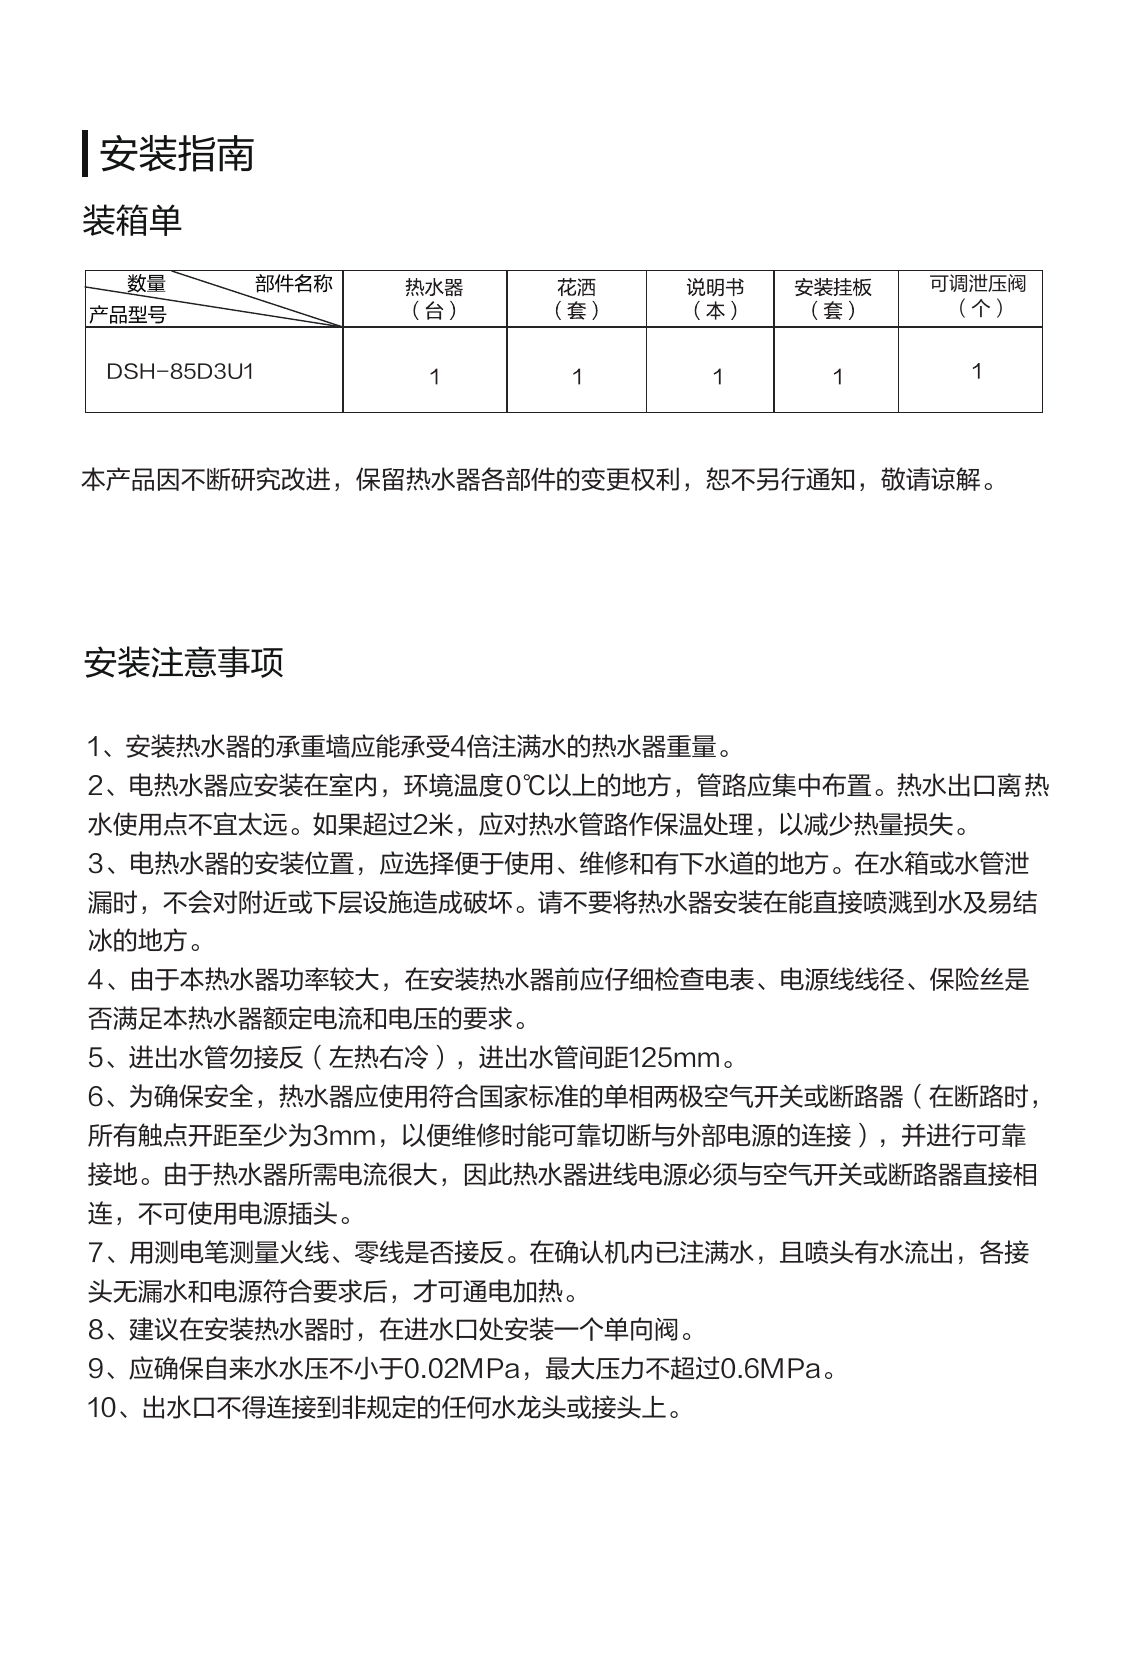 安装指南
装箱单
数量 部件名称 热水器 花洒 说明书 安装挂板 可调泄压阀
产品型号 （台） （套） （本） （套） （个）
DSH-85D3U1 1 1 1 1 1
本产品因不断研究改进，保留热水器各部件的变更权利，恕不另行通知，敬请谅解。
安装注意事项
1、安装热水器的承重墙应能承受4倍注满水的热水器重量。
2、电热水器应安装在室内，环境温度0℃以上的地方，管路应集中布置。热水出口离热
水使用点不宜太远。如果超过2米，应对热水管路作保温处理，以减少热量损失。
3、电热水器的安装位置，应选择便于使用、维修和有下水道的地方。在水箱或水管泄
漏时，不会对附近或下层设施造成破坏。请不要将热水器安装在能直接喷溅到水及易结
冰的地方。
4、由于本热水器功率较大，在安装热水器前应仔细检查电表、电源线线径、保险丝是
否满足本热水器额定电流和电压的要求。
5、进出水管勿接反（左热右冷），进出水管间距125mm。
6、为确保安全，热水器应使用符合国家标准的单相两极空气开关或断路器（在断路时，
所有触点开距至少为3mm，以便维修时能可靠切断与外部电源的连接），并进行可靠
接地。由于热水器所需电流很大，因此热水器进线电源必须与空气开关或断路器直接相
连，不可使用电源插头。
7、用测电笔测量火线、零线是否接反。在确认机内已注满水，且喷头有水流出，各接
头无漏水和电源符合要求后，才可通电加热。
8、建议在安装热水器时，在进水口处安装一个单向阀。
9、应确保自来水水压不小于0.02MPa，最大压力不超过0.6MPa。
10、出水口不得连接到非规定的任何水龙头或接头上。